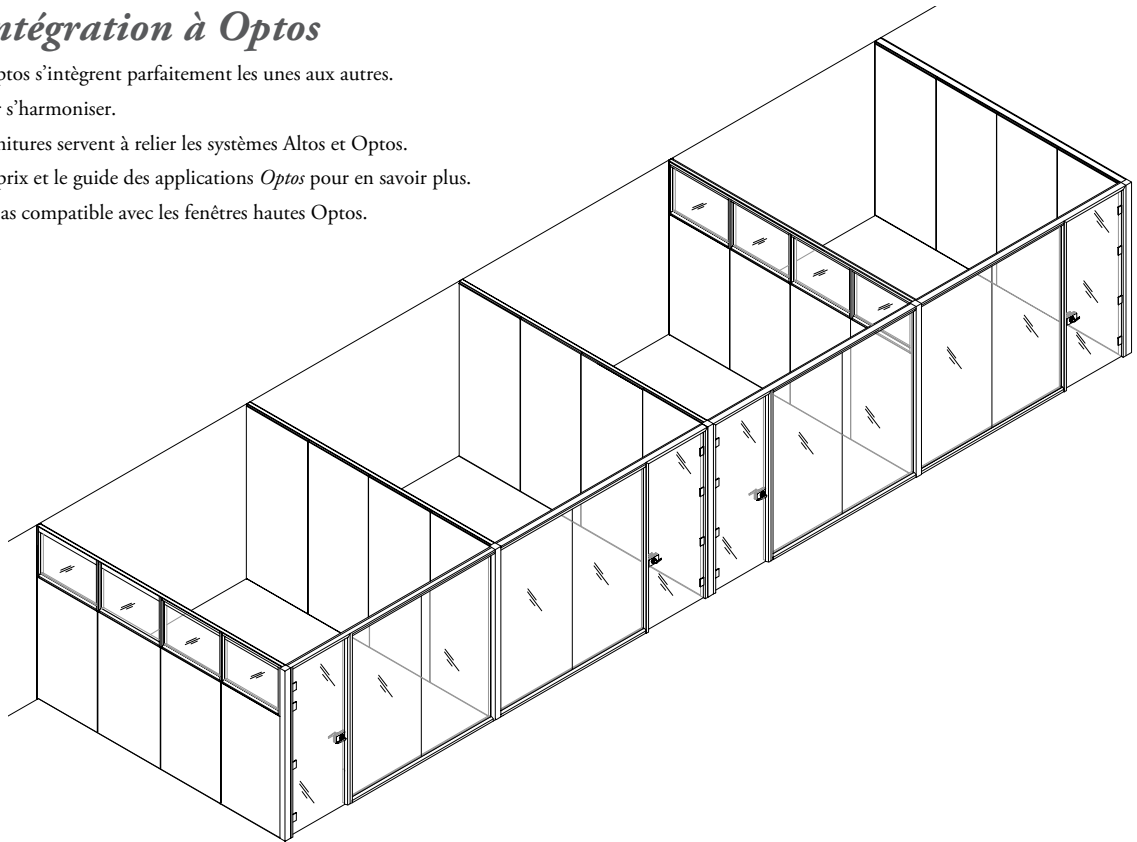 ntégration à Optos
ptos s’intègrent parfaitement les unes aux autres.
s’harmoniser.
nitures servent à relier les systèmes Altos et Optos.
prix et le guide des applications Optos pour en savoir plus.
as compatible avec les fenêtres hautes Optos.